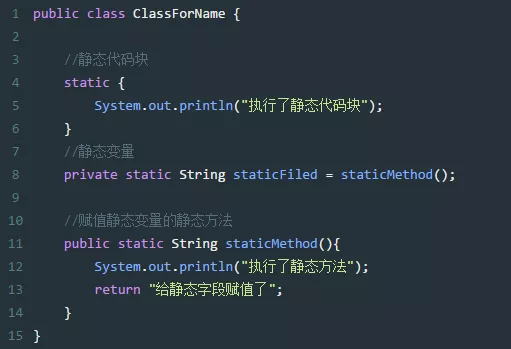 1 public class ClassForName {
2
3     //静态代码块
4     static {
5         System.out.println("执行了静态代码块");
6     }
7     //静态变量
8     private static String staticFiled = staticMethod();
9
10     //赋值静态变量的静态方法
11     public static String staticMethod(){
12         System.out.println("执行了静态方法");
13         return "给静态字段赋值了";
14     }
15 }